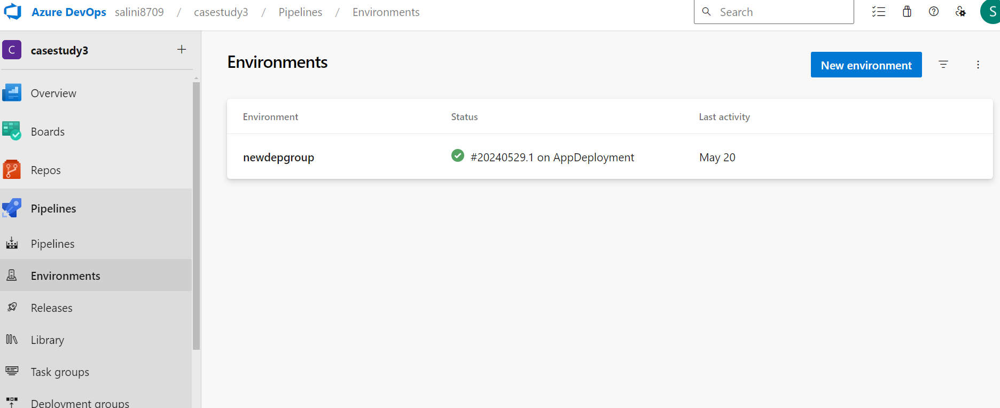 Azure DevOps salini8709 / casestudy3 / Pipelines / Environments Search S
C casestudy3 +
Environments
New environment
Overview
Boards
Repos
Pipelines
Pipelines
Environments
Releases
Library
Task groups
Deployment groups
Environment Status Last activity
newdepgroup #20240529.1 on AppDeployment May 20